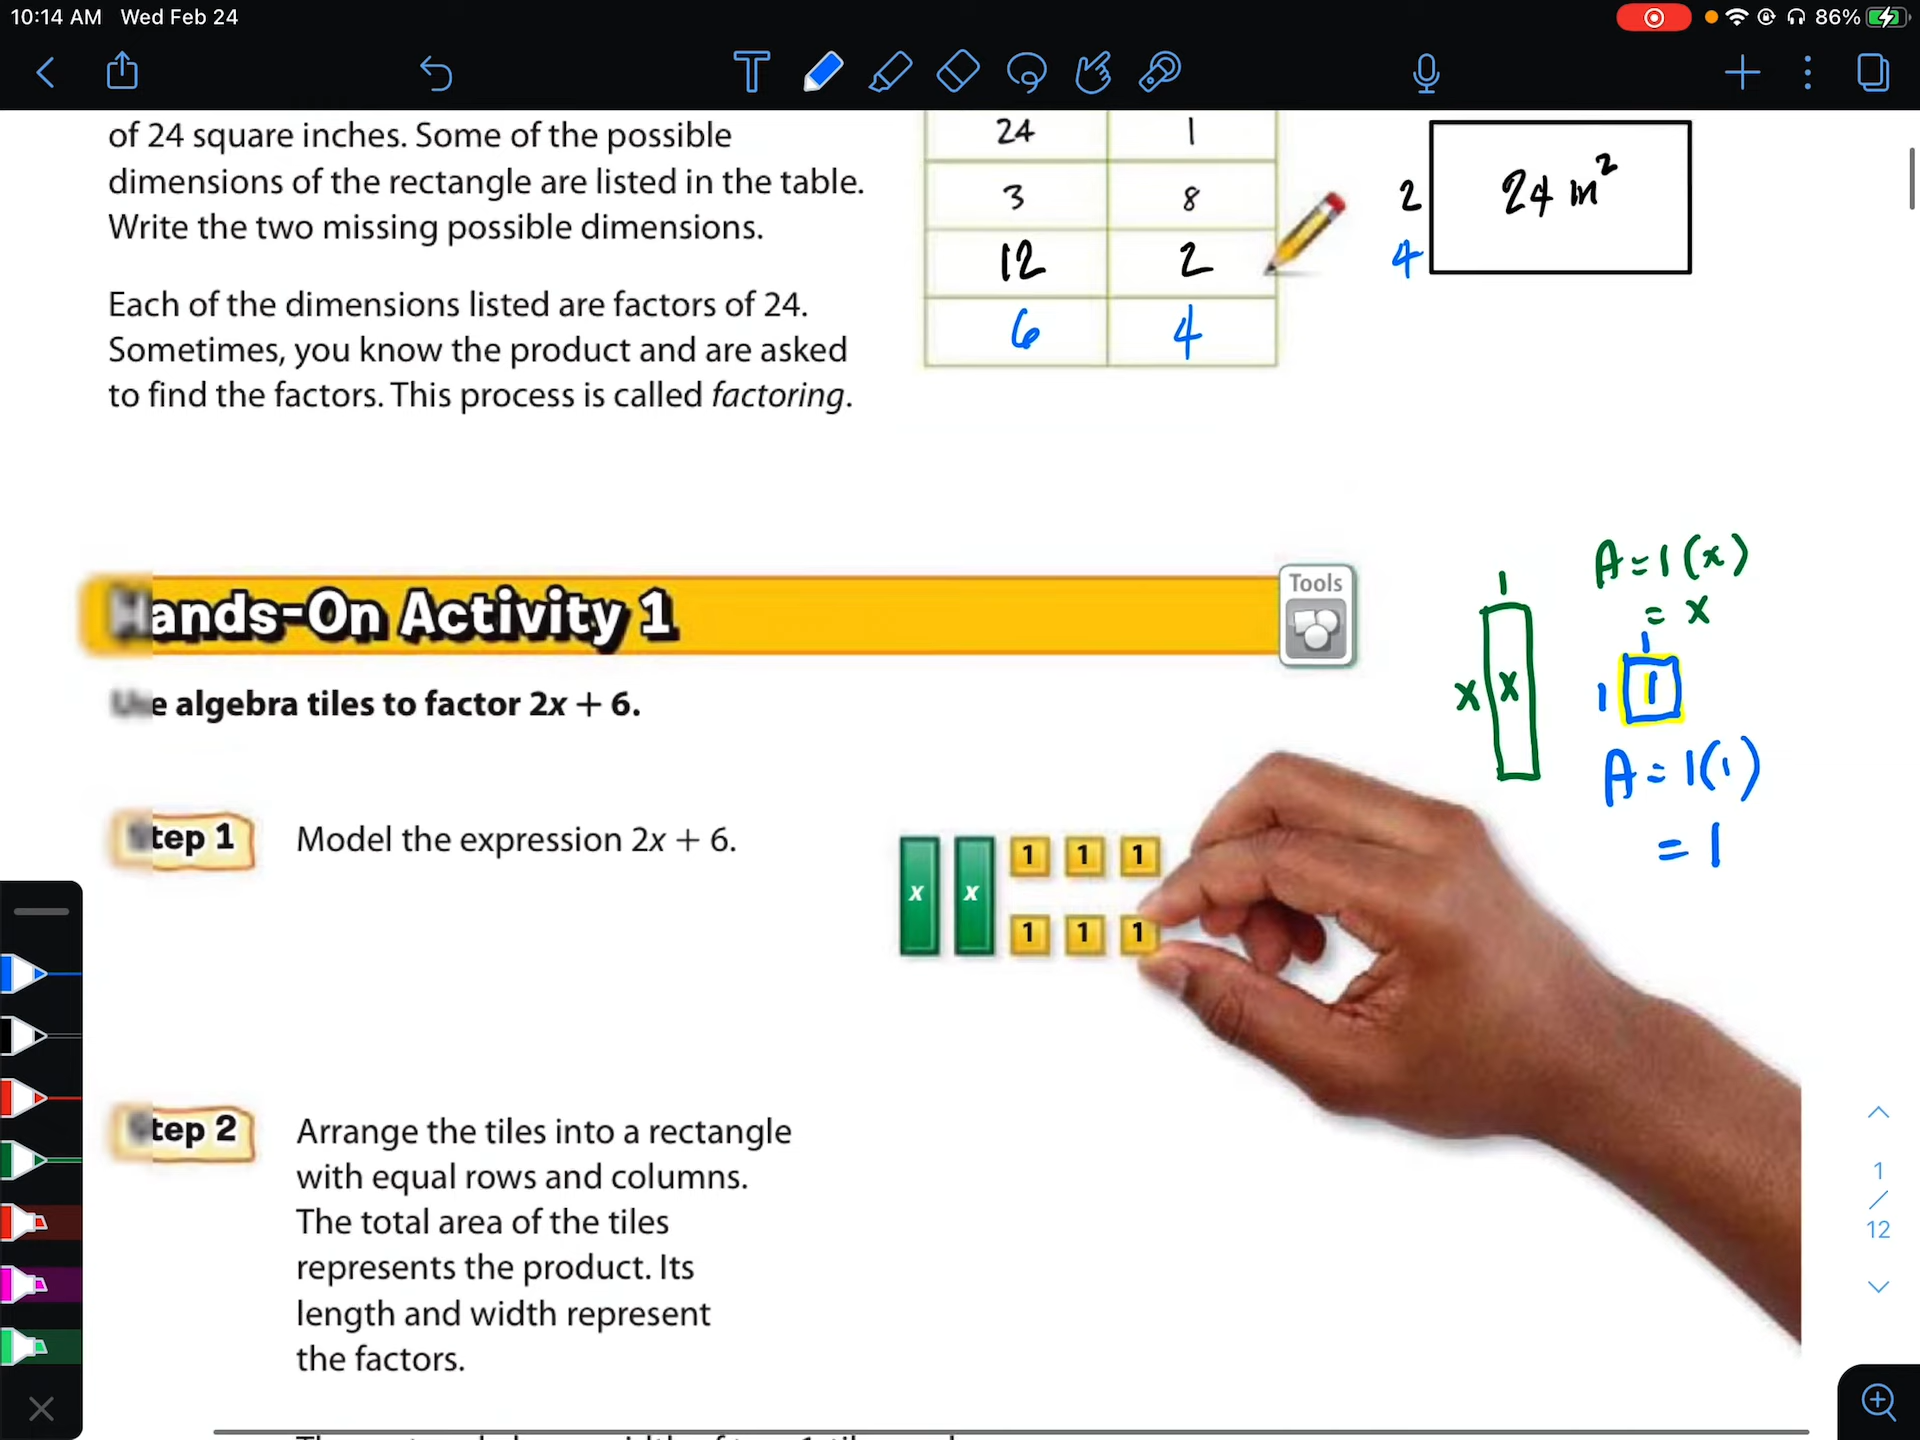 10:14 AM Wed Feb 24
86%
of 24 square inches. Some of the possible
dimensions of the rectangle are listed in the table.
Write the two missing possible dimensions.
24 1
3 8
12 2
6 4
2
4
24 in²
Each of the dimensions listed are factors of 24.
Sometimes, you know the product and are asked
to find the factors. This process is called factoring.
Hands-On Activity 1
Tools
A = 1(x)
= x
1
x x
1
1 1
A = 1(1)
= 1
Use algebra tiles to factor 2x + 6.
Step 1
Model the expression 2x + 6.
x x 1 1 1
1 1 1
Step 2
Arrange the tiles into a rectangle
with equal rows and columns.
The total area of the tiles
represents the product. Its
length and width represent
the factors.
1
/
12